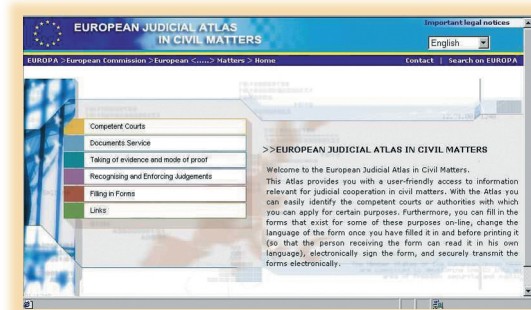 EUROPEAN JUDICIAL ATLAS
IN CIVIL MATTERS
Important legal notices
English
EUROPA >European Commission >European <.....> Matters > Home
Contact | Search on EUROPA
Competent Courts
Documents Service
Taking of evidence and mode of proof
Recognising and Enforcing Judgements
Filling in Forms
Links
>>EUROPEAN JUDICIAL ATLAS IN CIVIL MATTERS
Welcome to the European Judicial Atlas in Civil Matters.
This Atlas provides you with a user-friendly access to information
relevant for judicial cooperation in civil matters. With the Atlas you
can easily identify the competent courts or authorities with which
you can apply for certain purposes. Furthermore, you can fill in the
forms that exist for some of these purposes on-line, change the
language of the form once you have filled it in and before printing it
(so that the person receiving the form can read it in his own
language), electronically sign the form, and securely transmit the
forms electronically.